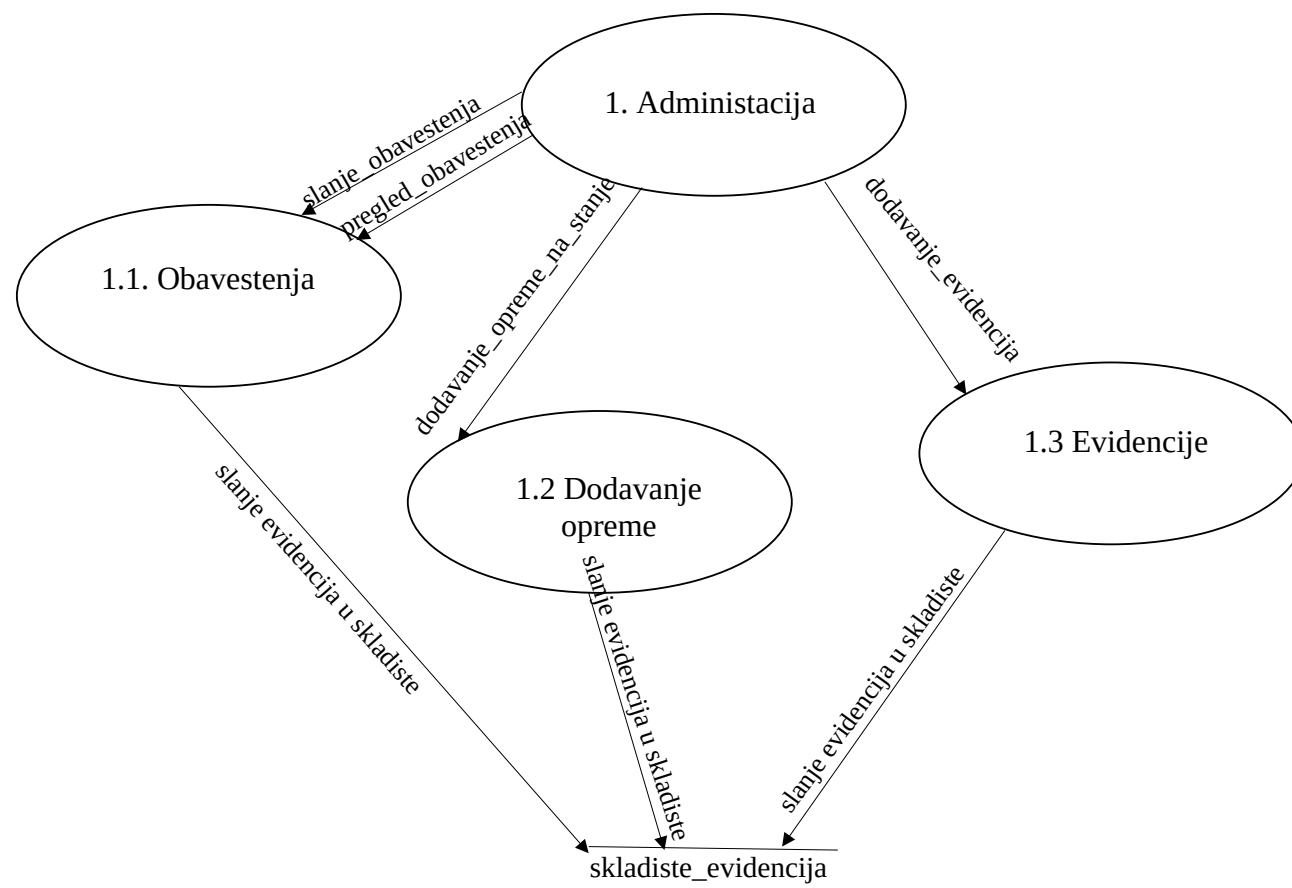 1. Administacija
slanje_obavestenja
pregled_obavestenja
dodavanje_opreme_na_stanje
dodavanje_evidencija
1.1. Obavestenja
1.2 Dodavanje
opreme
1.3 Evidencije
slanje evidencija u skladiste
slanje evidencija u skladiste
slanje evidencija u skladiste
skladiste_evidencija